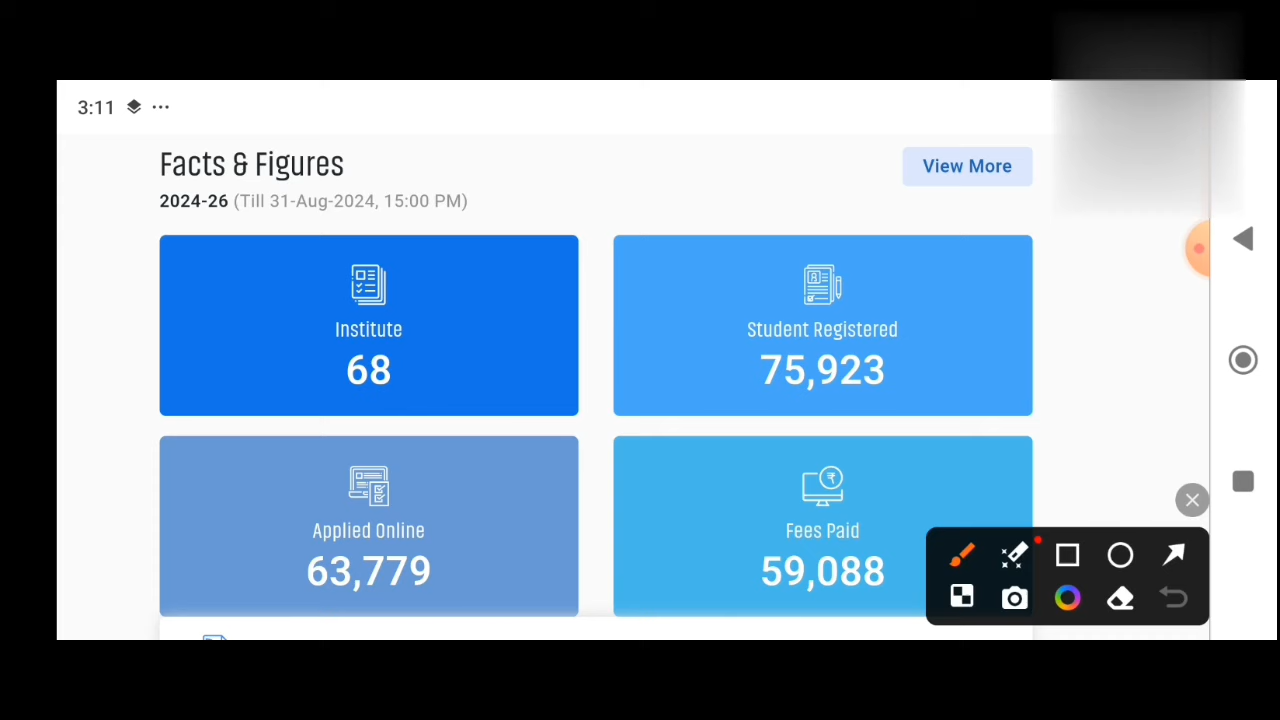 3:11
Facts & Figures
View More
2024-26 (Till 31-Aug-2024, 15:00 PM)
Institute
68
Student Registered
75,923
Applied Online
63,779
Fees Paid
59,088